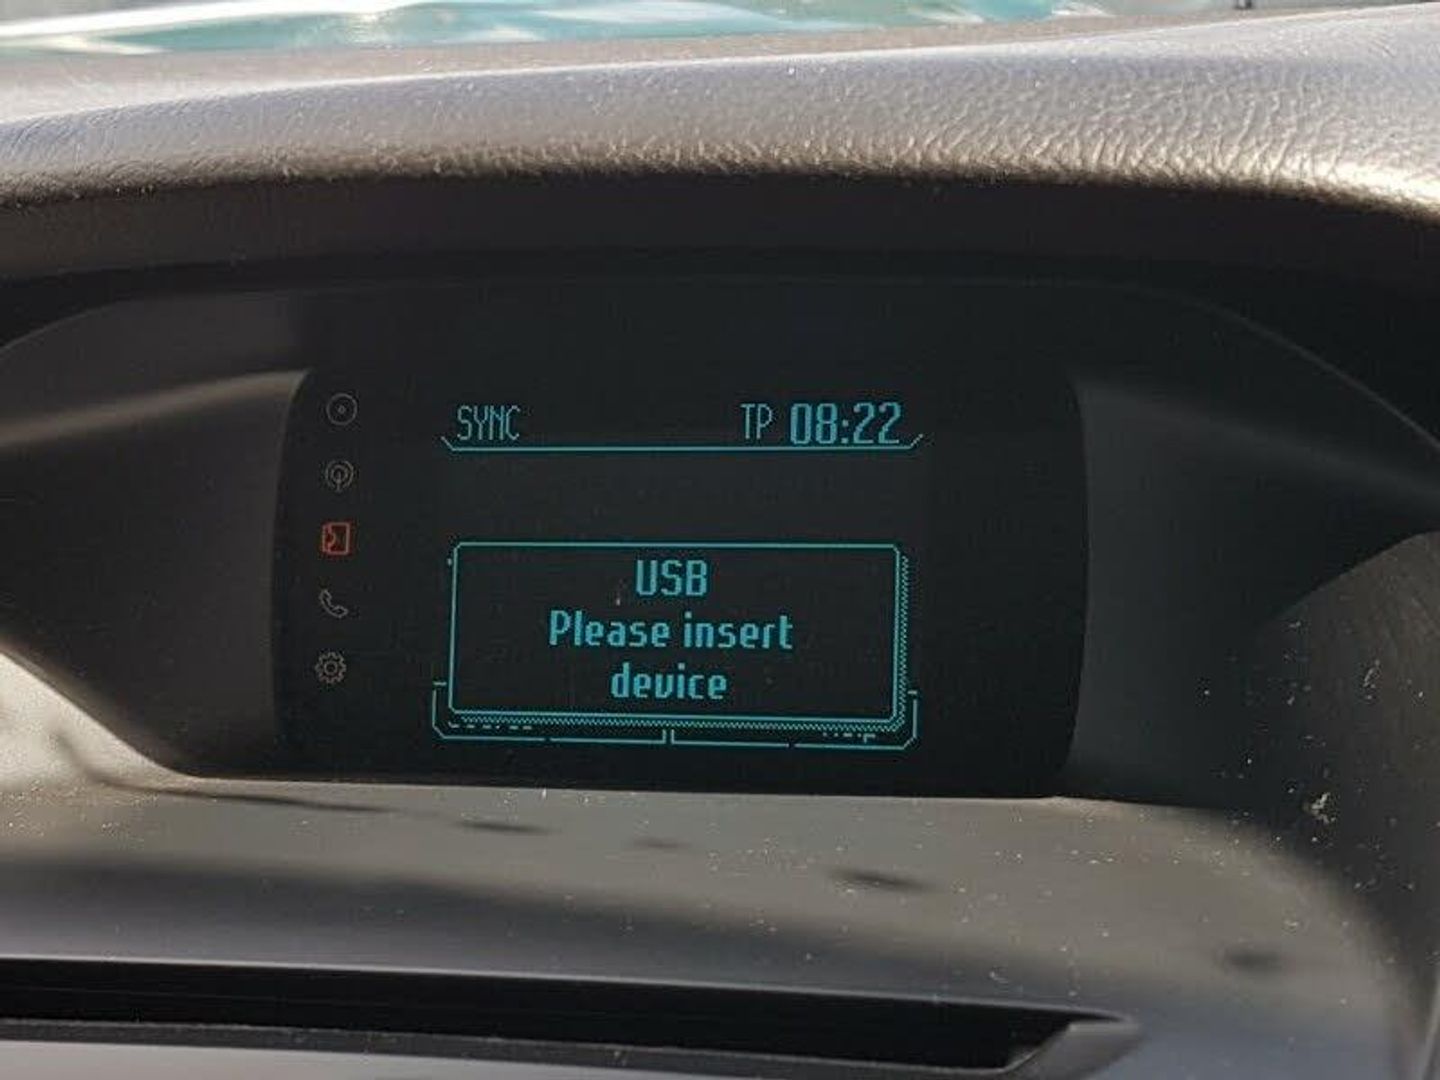 SYNC TP 08:22
USB
Please insert
device